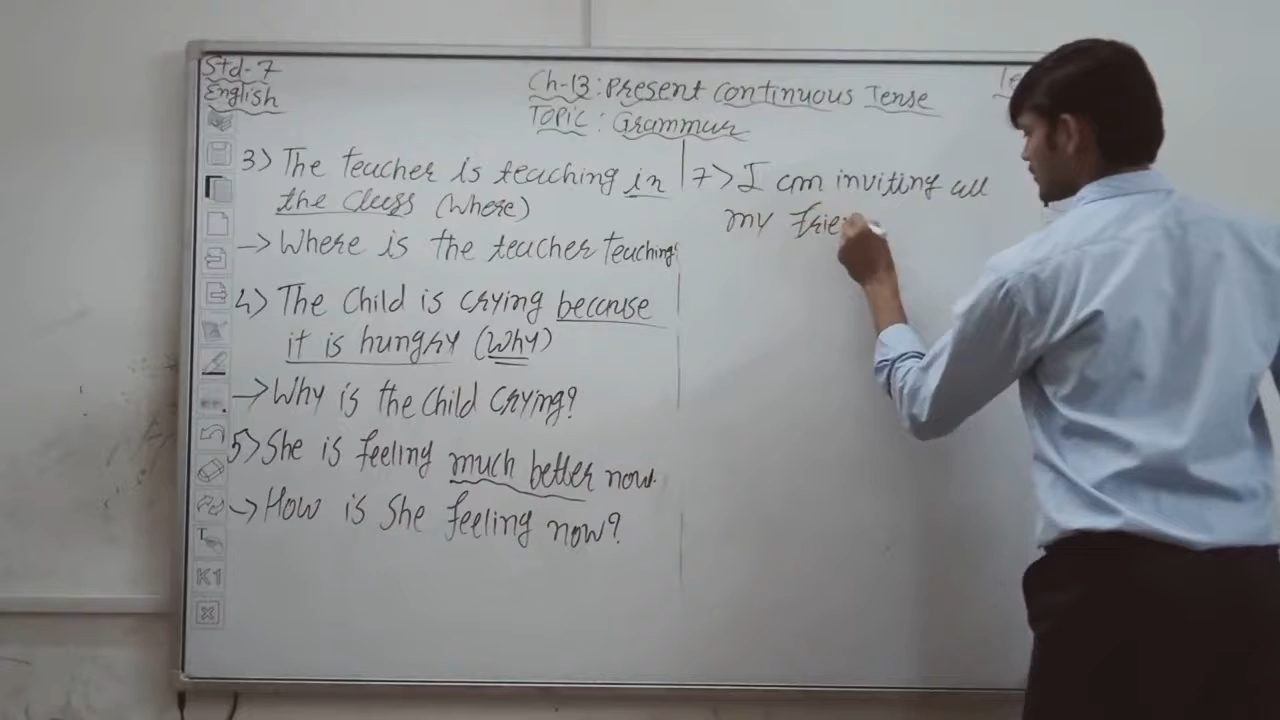 Std-7
English
Ch-13: Present continuous Tense
TOPIC: Grammar
3) The teacher is teaching in
the class (Where)
→ Where is the teacher teaching
4) The Child is crying because
it is hungry (Why)
→ Why is the Child Crying?
5) She is feeling much better now.
→ How is She feeling now?
7) I am inviting all
my frie
K1